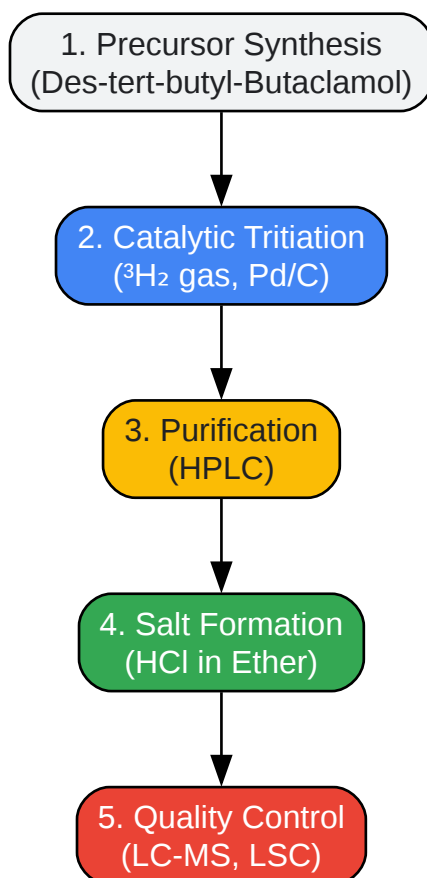 1. Precursor Synthesis
(Des-tert-butyl-Butaclamol)
2. Catalytic Tritiation
(³H₂ gas, Pd/C)
3. Purification
(HPLC)
4. Salt Formation
(HCl in Ether)
5. Quality Control
(LC-MS, LSC)